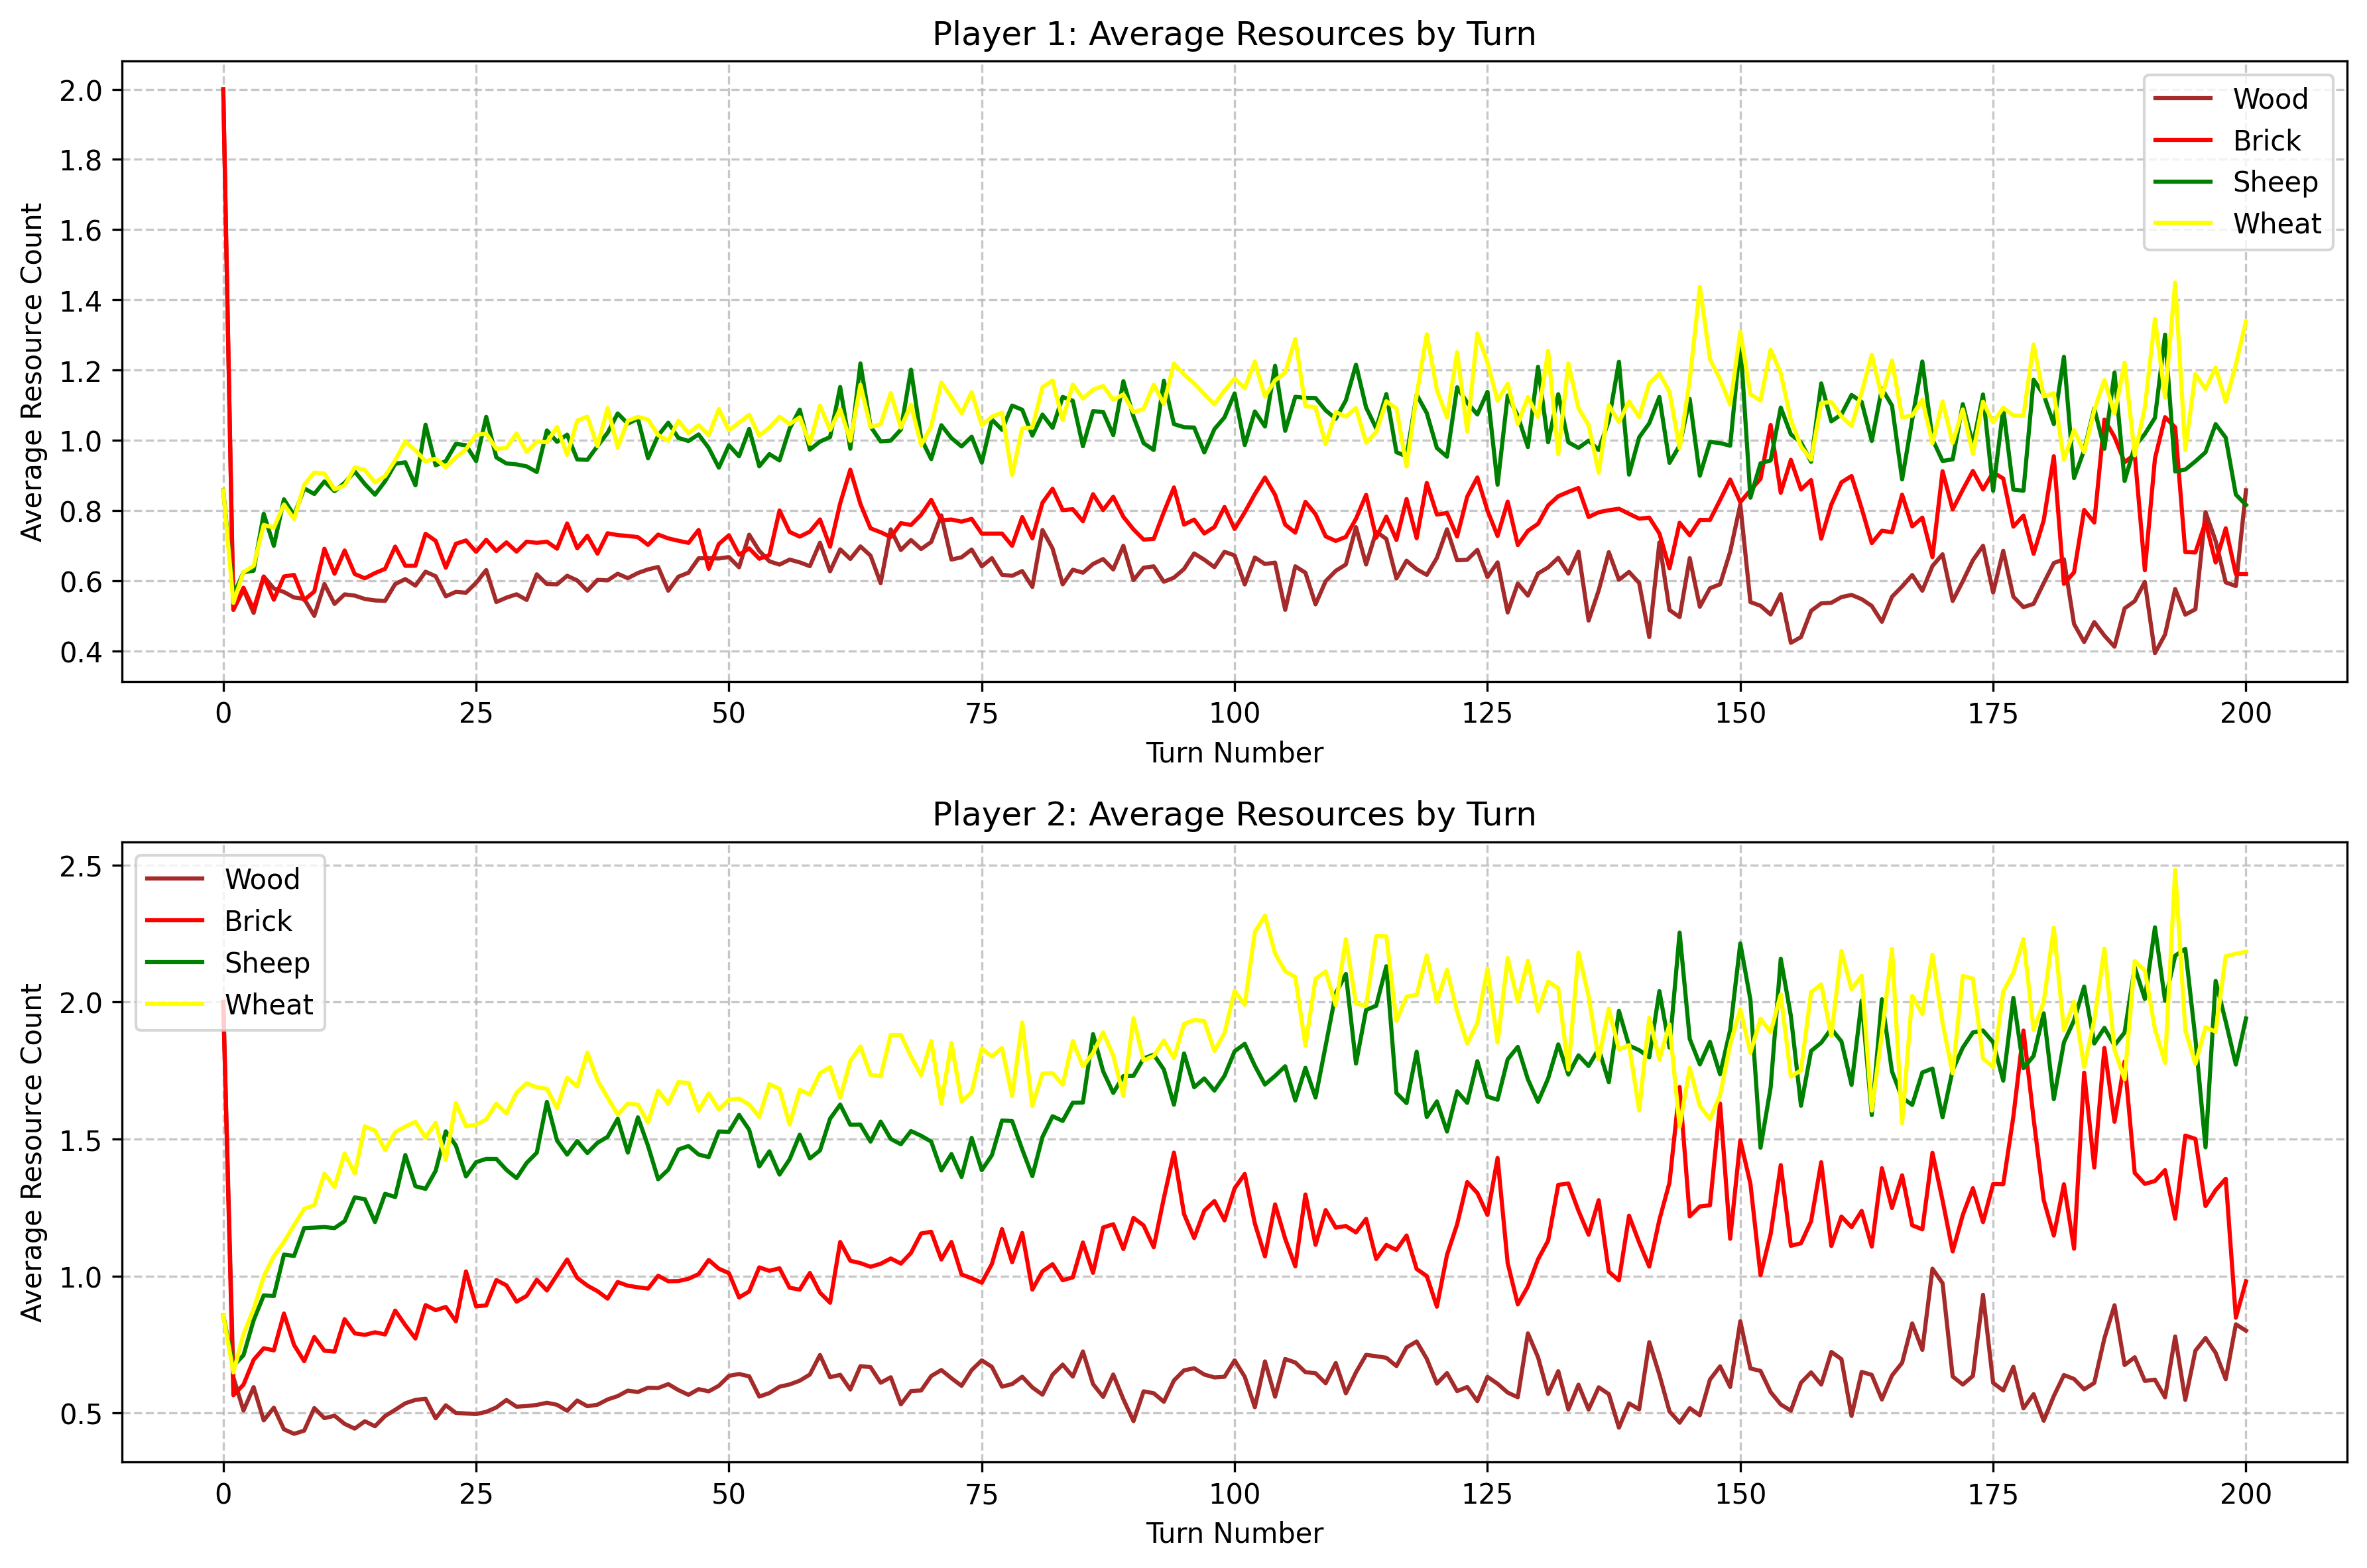 Player 1: Average Resources by Turn
Average Resource Count
2.0
1.8
1.6
1.4
1.2
1.0
0.8
0.6
0.4
Wood
Brick
Sheep
Wheat
0 25 50 75 100 125 150 175 200
Turn Number
Player 2: Average Resources by Turn
Average Resource Count
2.5
2.0
1.5
1.0
0.5
Wood
Brick
Sheep
Wheat
0 25 50 75 100 125 150 175 200
Turn Number